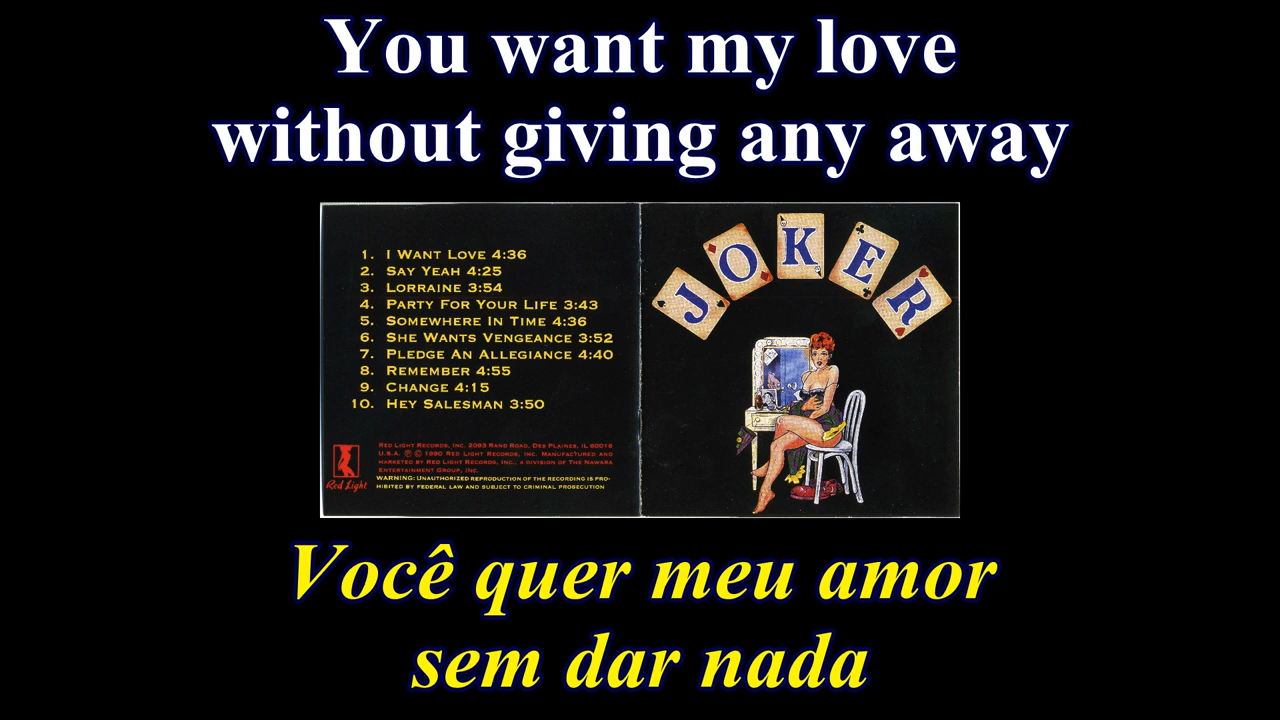 You want my love
without giving any away
1. I WANT LOVE 4:36
2. SAY YEAH 4:25
3. LORRAINE 3:54
4. PARTY FOR YOUR LIFE 3:43
5. SOMEWHERE IN TIME 4:36
6. SHE WANTS VENGEANCE 3:52
7. PLEDGE AN ALLEGIANCE 4:40
8. REMEMBER 4:55
9. CHANGE 4:15
10. HEY SALESMAN 3:50
RED LIGHT RECORDS, INC. 2093 RAND ROAD, DES PLAINES, IL 60016
U.S.A. ℗ © 1990 RED LIGHT RECORDS, INC. MANUFACTURED AND
MARKETED BY RED LIGHT RECORDS, INC., A DIVISION OF THE NAWARA
ENTERTAINMENT GROUP, INC.
WARNING: UNAUTHORIZED REPRODUCTION OF THE RECORDING IS PRO-
HIBITED BY FEDERAL LAW AND SUBJECT TO CRIMINAL PROSECUTION
Red Light
JOKER
Você quer meu amor
sem dar nada